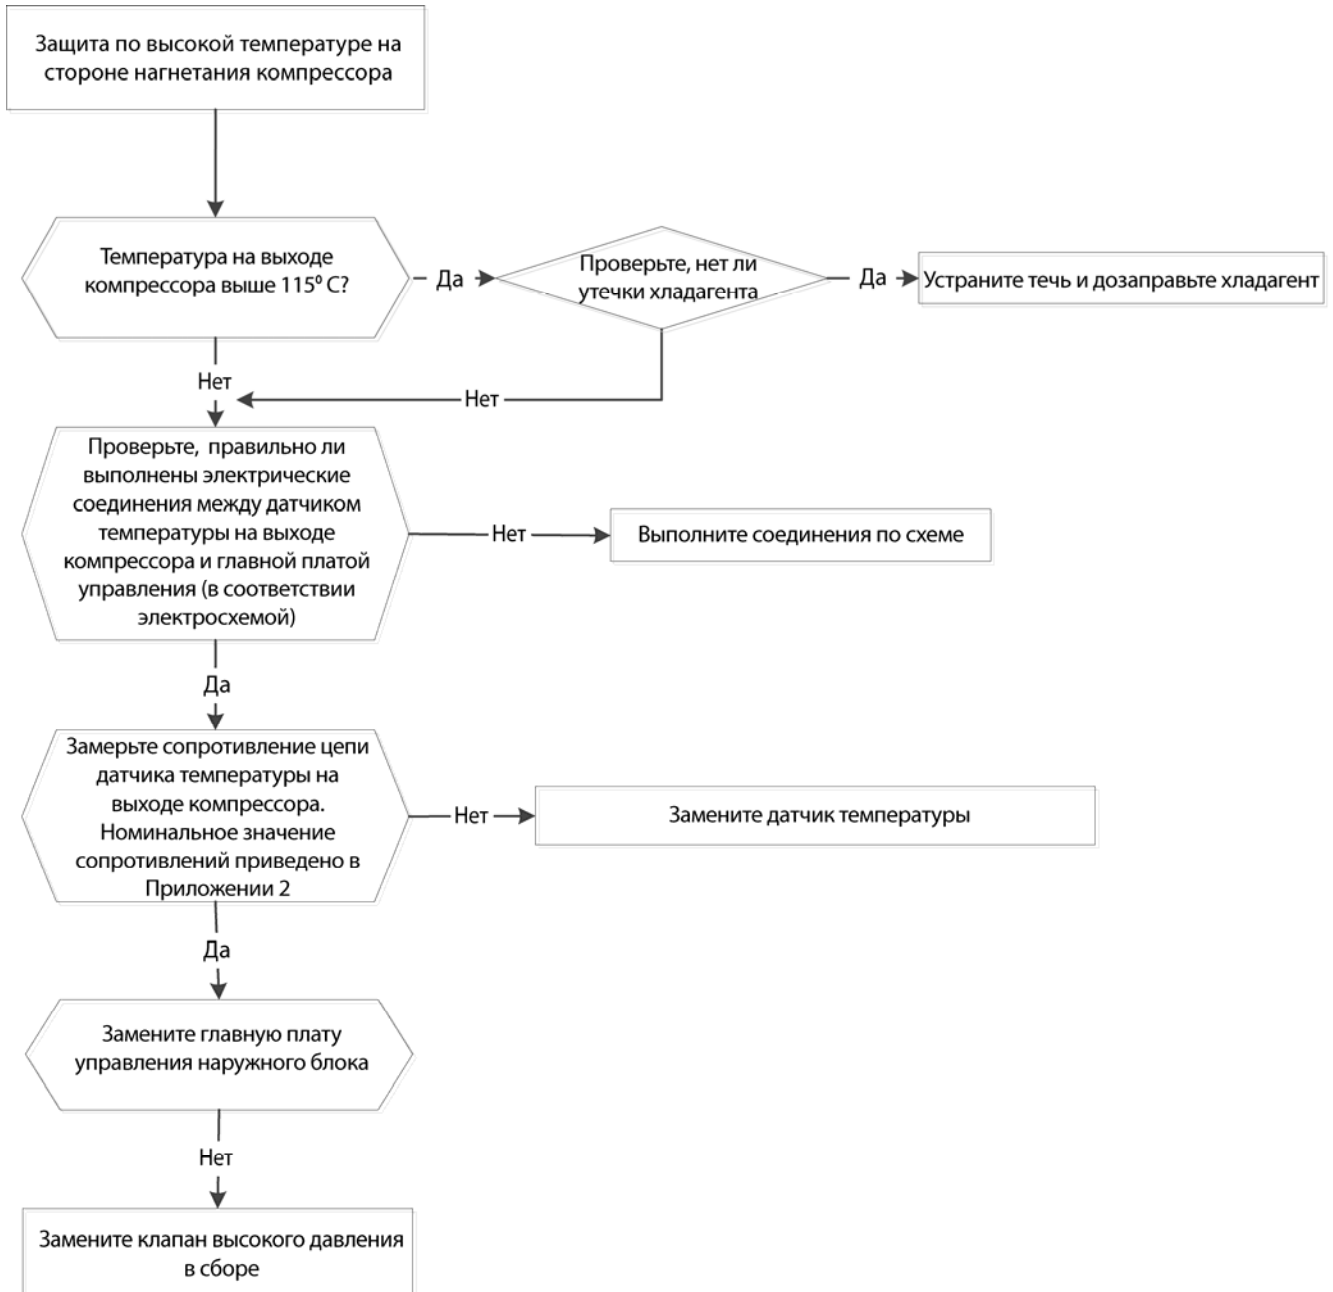 Защита по высокой температуре на
стороне нагнетания компрессора
Температура на выходе
компрессора выше 115⁰ С?
Да
Проверьте, нет ли
утечки хладагента
Да
Устраните течь и дозаправьте хладагент
Нет
Нет
Проверьте, правильно ли
выполнены электрические
соединения между датчиком
температуры на выходе
компрессора и главной платой
управления (в соответствии
электросхемой)
Нет
Выполните соединения по схеме
Да
Замерьте сопротивление цепи
датчика температуры на
выходе компрессора.
Номинальное значение
сопротивлений приведено в
Приложении 2
Нет
Замените датчик температуры
Да
Замените главную плату
управления наружного блока
Нет
Замените клапан высокого давления
в сборе